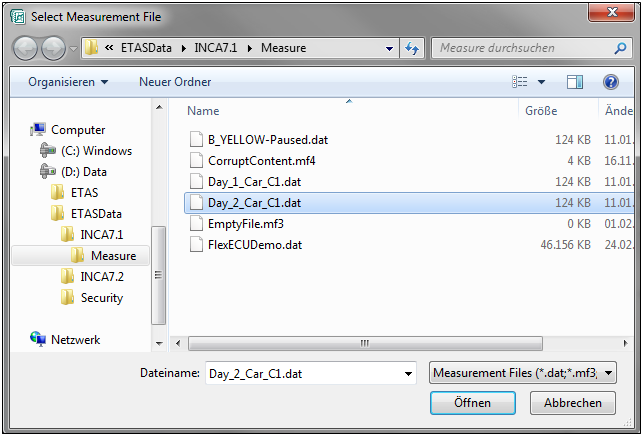 Select Measurement File
« ETASData INCA7.1 Measure
Measure durchsuchen
Organisieren Neuer Ordner
Name Größe Ände
Computer
(C:) Windows
(D:) Data
ETAS
ETASData
INCA7.1
Measure
INCA7.2
Security
Netzwerk
B_YELLOW-Paused.dat 124 KB 11.01.
CorruptContent.mf4 4 KB 16.11.
Day_1_Car_C1.dat 124 KB 11.01.
Day_2_Car_C1.dat 124 KB 11.01.
EmptyFile.mf3 0 KB 01.02.
FlexECUDemo.dat 46.156 KB 24.02.
Dateiname: Day_2_Car_C1.dat Measurement Files (*.dat;*.mf3;
Öffnen Abbrechen